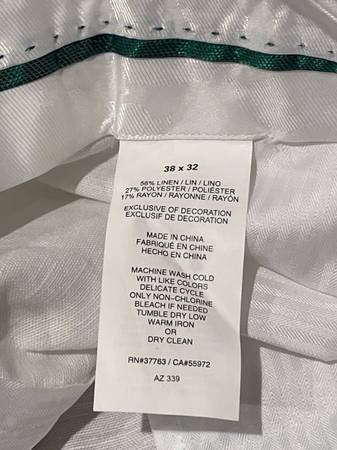 38 x 32
56% LINEN / LIN / LINO
27% POLYESTER / POLIÉSTER
17% RAYON / RAYONNE / RAYÓN
EXCLUSIVE OF DECORATION
EXCLUSIF DE DECORATION
MADE IN CHINA
FABRIQUÉ EN CHINE
HECHO EN CHINA
MACHINE WASH COLD
WITH LIKE COLORS
DELICATE CYCLE
ONLY NON-CHLORINE
BLEACH IF NEEDED
TUMBLE DRY LOW
WARM IRON
OR
DRY CLEAN
RN#37763 / CA#55972
AZ 339